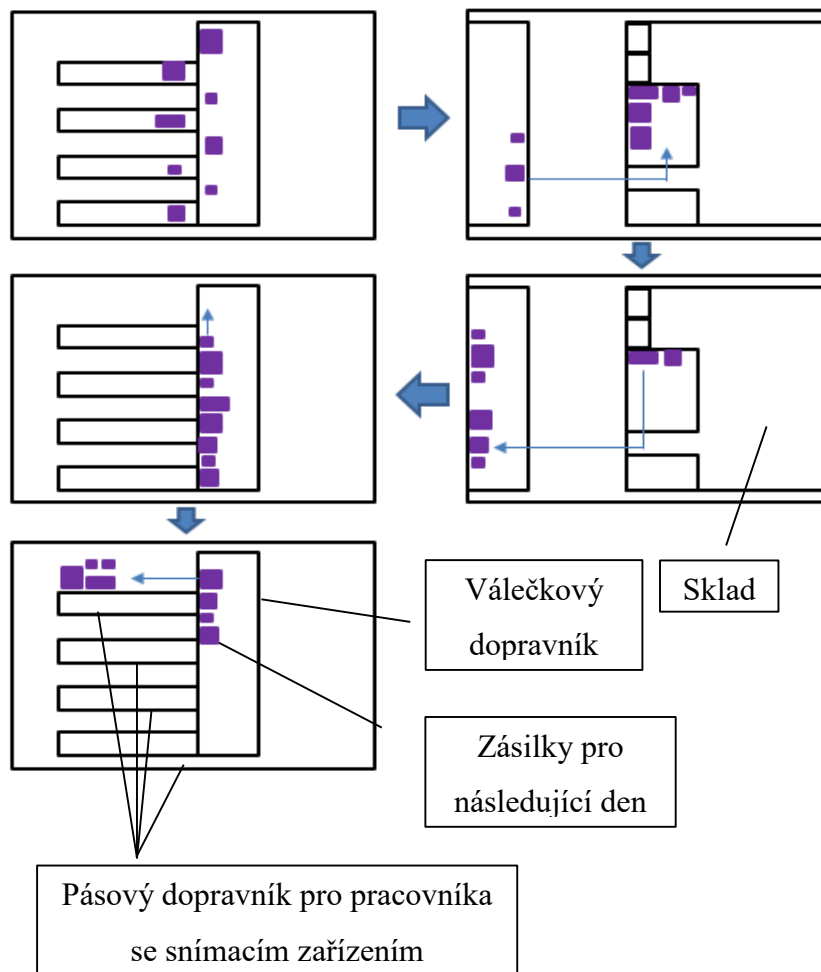 Válečkový
dopravník
Sklad
Zásilky pro
následující den
Pásový dopravník pro pracovníka
se snímacím zařízením